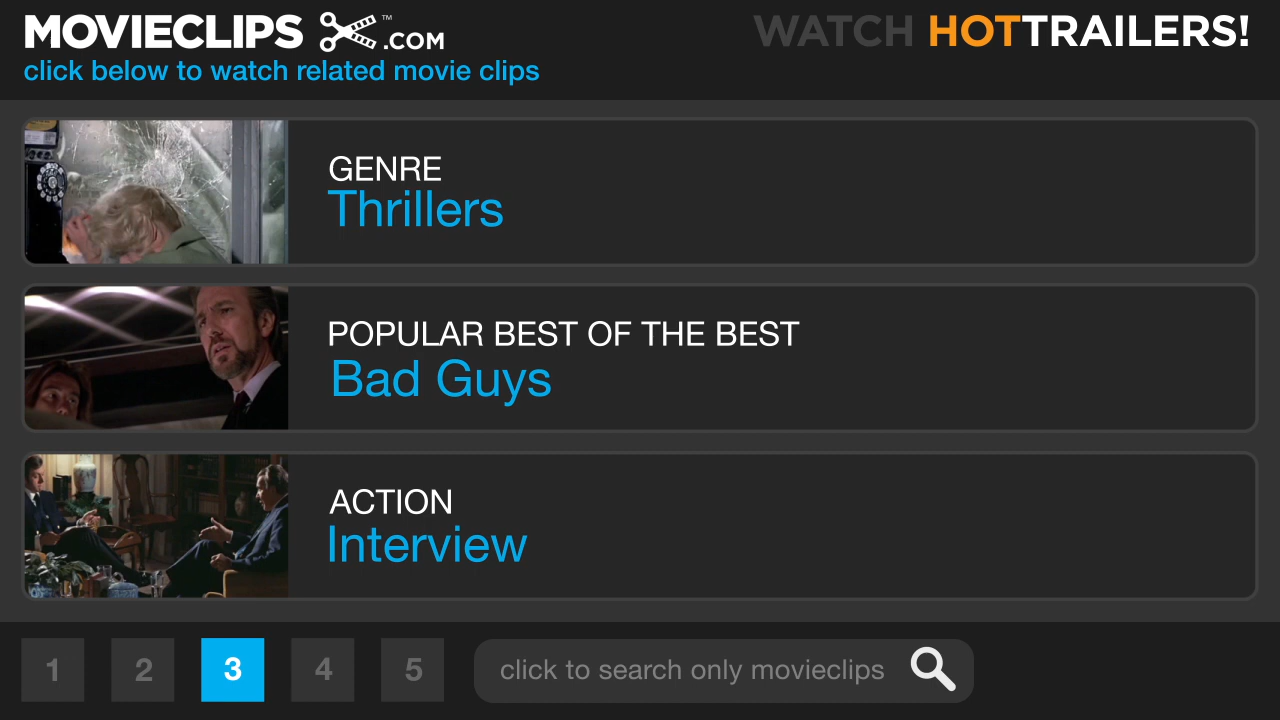 MOVIECLIPS ™ .COM
WATCH HOTTRAILERS!
click below to watch related movie clips
GENRE
Thrillers
POPULAR BEST OF THE BEST
Bad Guys
ACTION
Interview
1 2 3 4 5 click to search only movieclips